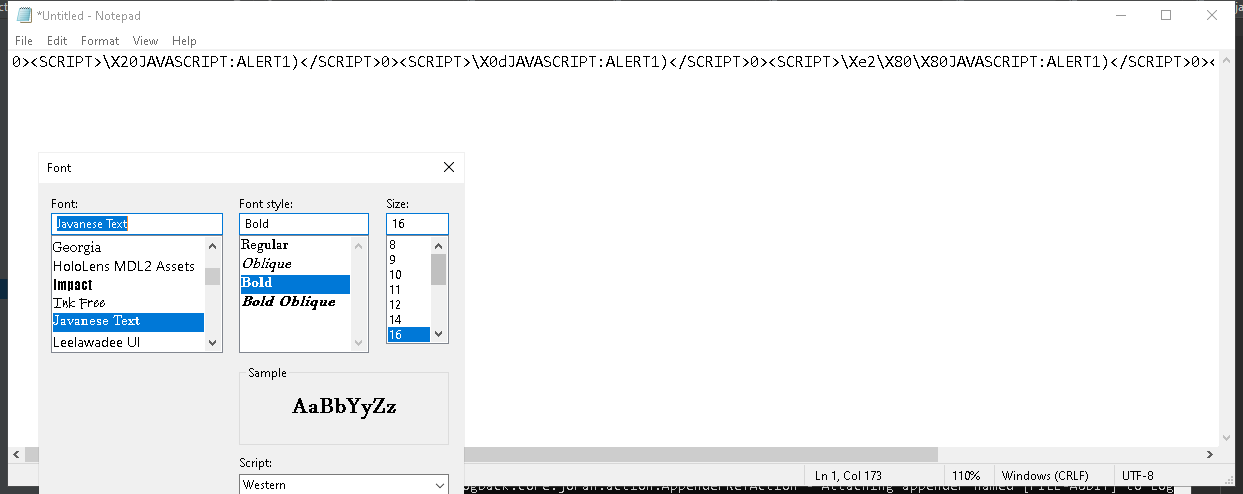 *Untitled - Notepad
File Edit Format View Help
0><SCRIPT>\X20JAVASCRIPT:ALERT1)</SCRIPT>0><SCRIPT>\X0dJAVASCRIPT:ALERT1)</SCRIPT>0><SCRIPT>\Xe2\X80\X80JAVASCRIPT:ALERT1)</SCRIPT>0><
Font
Font: Font style: Size:
Javanese Text Bold 16
Georgia
HoloLens MDL2 Assets
Impact
Ink Free
Javanese Text
Leelawadee UI
Regular
Oblique
Bold
Bold Oblique
8
9
10
11
12
14
16
Sample
AaBbYyZz
Script:
Western
Ln 1, Col 173 110% Windows (CRLF) UTF-8